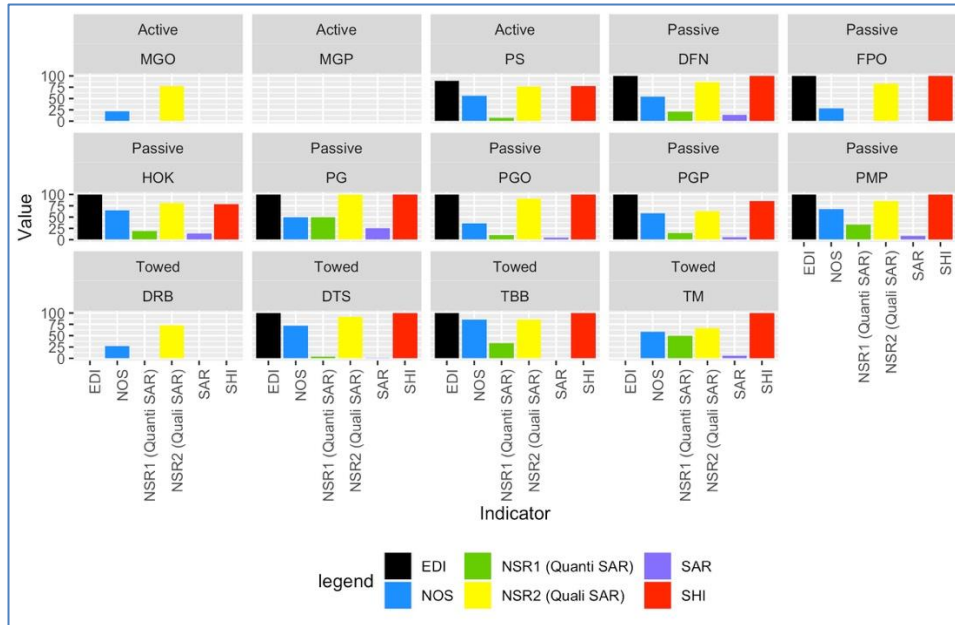 Active Active Active Passive Passive
MGO MGP PS DFN FPO
100
75
50
25
0
Passive Passive Passive Passive Passive
HOK PG PGO PGP PMP
100
75
50
25
0
Value
Towed Towed Towed Towed
DRB DTS TBB TM
100
75
50
25
0
EDI
NOS
NSR1 (Quanti SAR)
NSR2 (Quali SAR)
SAR
SHI
EDI
NOS
NSR1 (Quanti SAR)
NSR2 (Quali SAR)
SAR
SHI
EDI
NOS
NSR1 (Quanti SAR)
NSR2 (Quali SAR)
SAR
SHI
EDI
NOS
NSR1 (Quanti SAR)
NSR2 (Quali SAR)
SAR
SHI
EDI
NOS
NSR1 (Quanti SAR)
NSR2 (Quali SAR)
SAR
SHI
Indicator
legend
EDI NSR1 (Quanti SAR) SAR
NOS NSR2 (Quali SAR) SHI